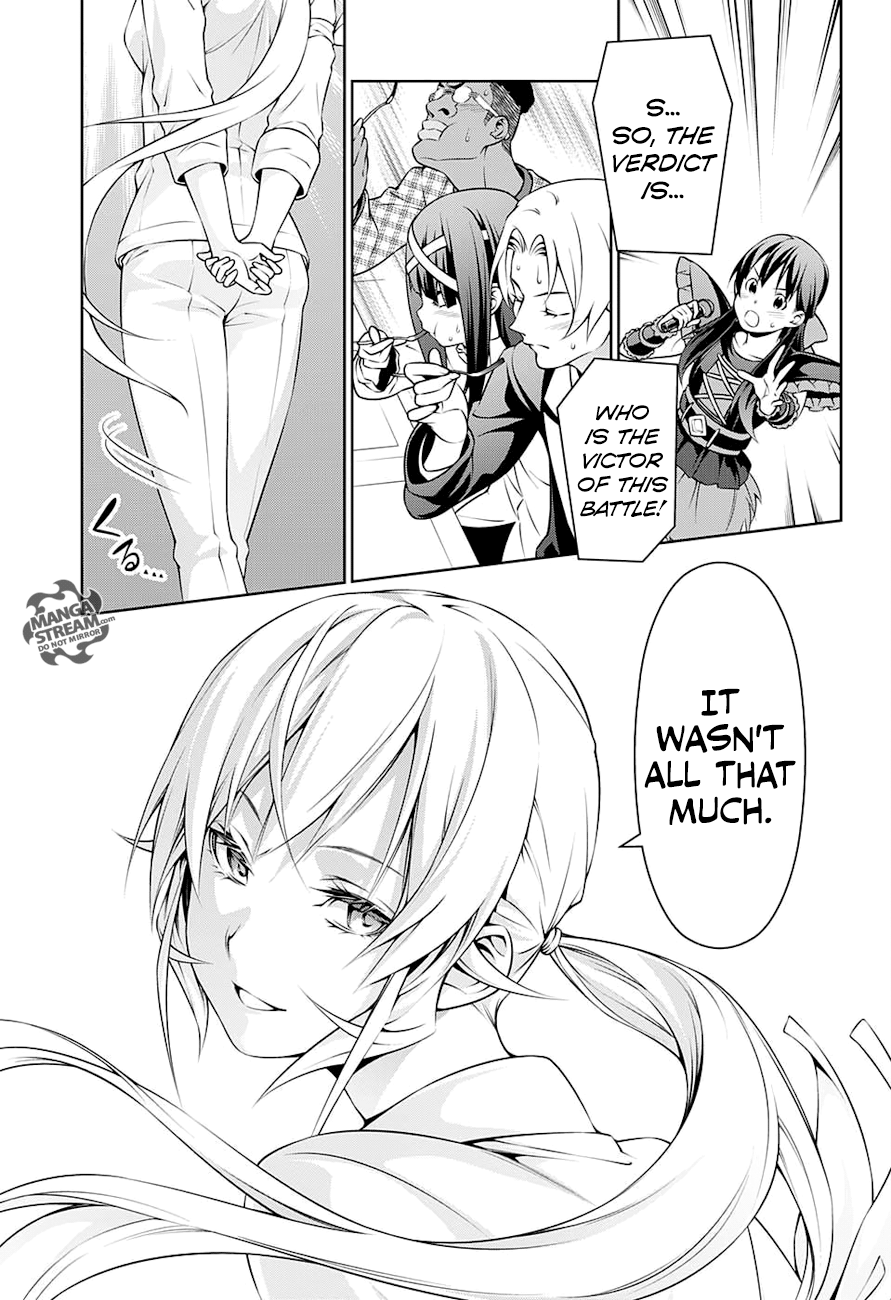 S...
SO, THE
VERDICT
IS...
WHO
IS THE
VICTOR
OF THIS
BATTLE!
くる...
MANGA
STREAM.com
DO NOT MIRROR
IT
WASN'T
ALL THAT
MUCH.